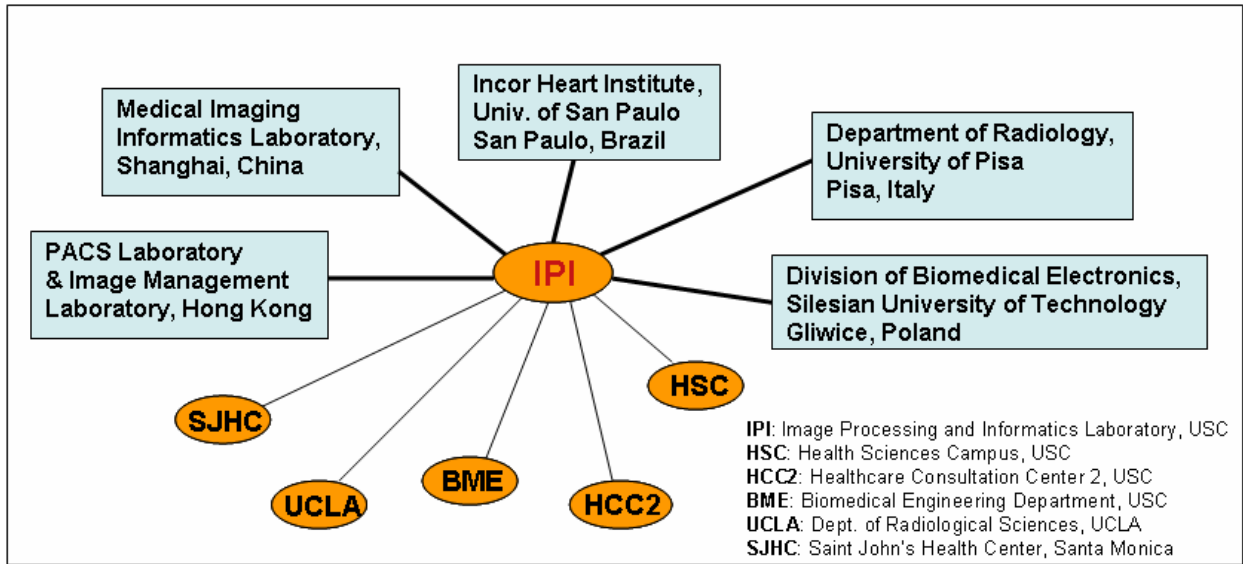 Medical Imaging
Informatics Laboratory,
Shanghai, China
Incor Heart Institute,
Univ. of San Paulo
San Paulo, Brazil
Department of Radiology,
University of Pisa
Pisa, Italy
PACS Laboratory
& Image Management
Laboratory, Hong Kong
IPI
Division of Biomedical Electronics,
Silesian University of Technology
Gliwice, Poland
SJHC
UCLA
BME
HCC2
HSC
IPI: Image Processing and Informatics Laboratory, USC
HSC: Health Sciences Campus, USC
HCC2: Healthcare Consultation Center 2, USC
BME: Biomedical Engineering Department, USC
UCLA: Dept. of Radiological Sciences, UCLA
SJHC: Saint John's Health Center, Santa Monica